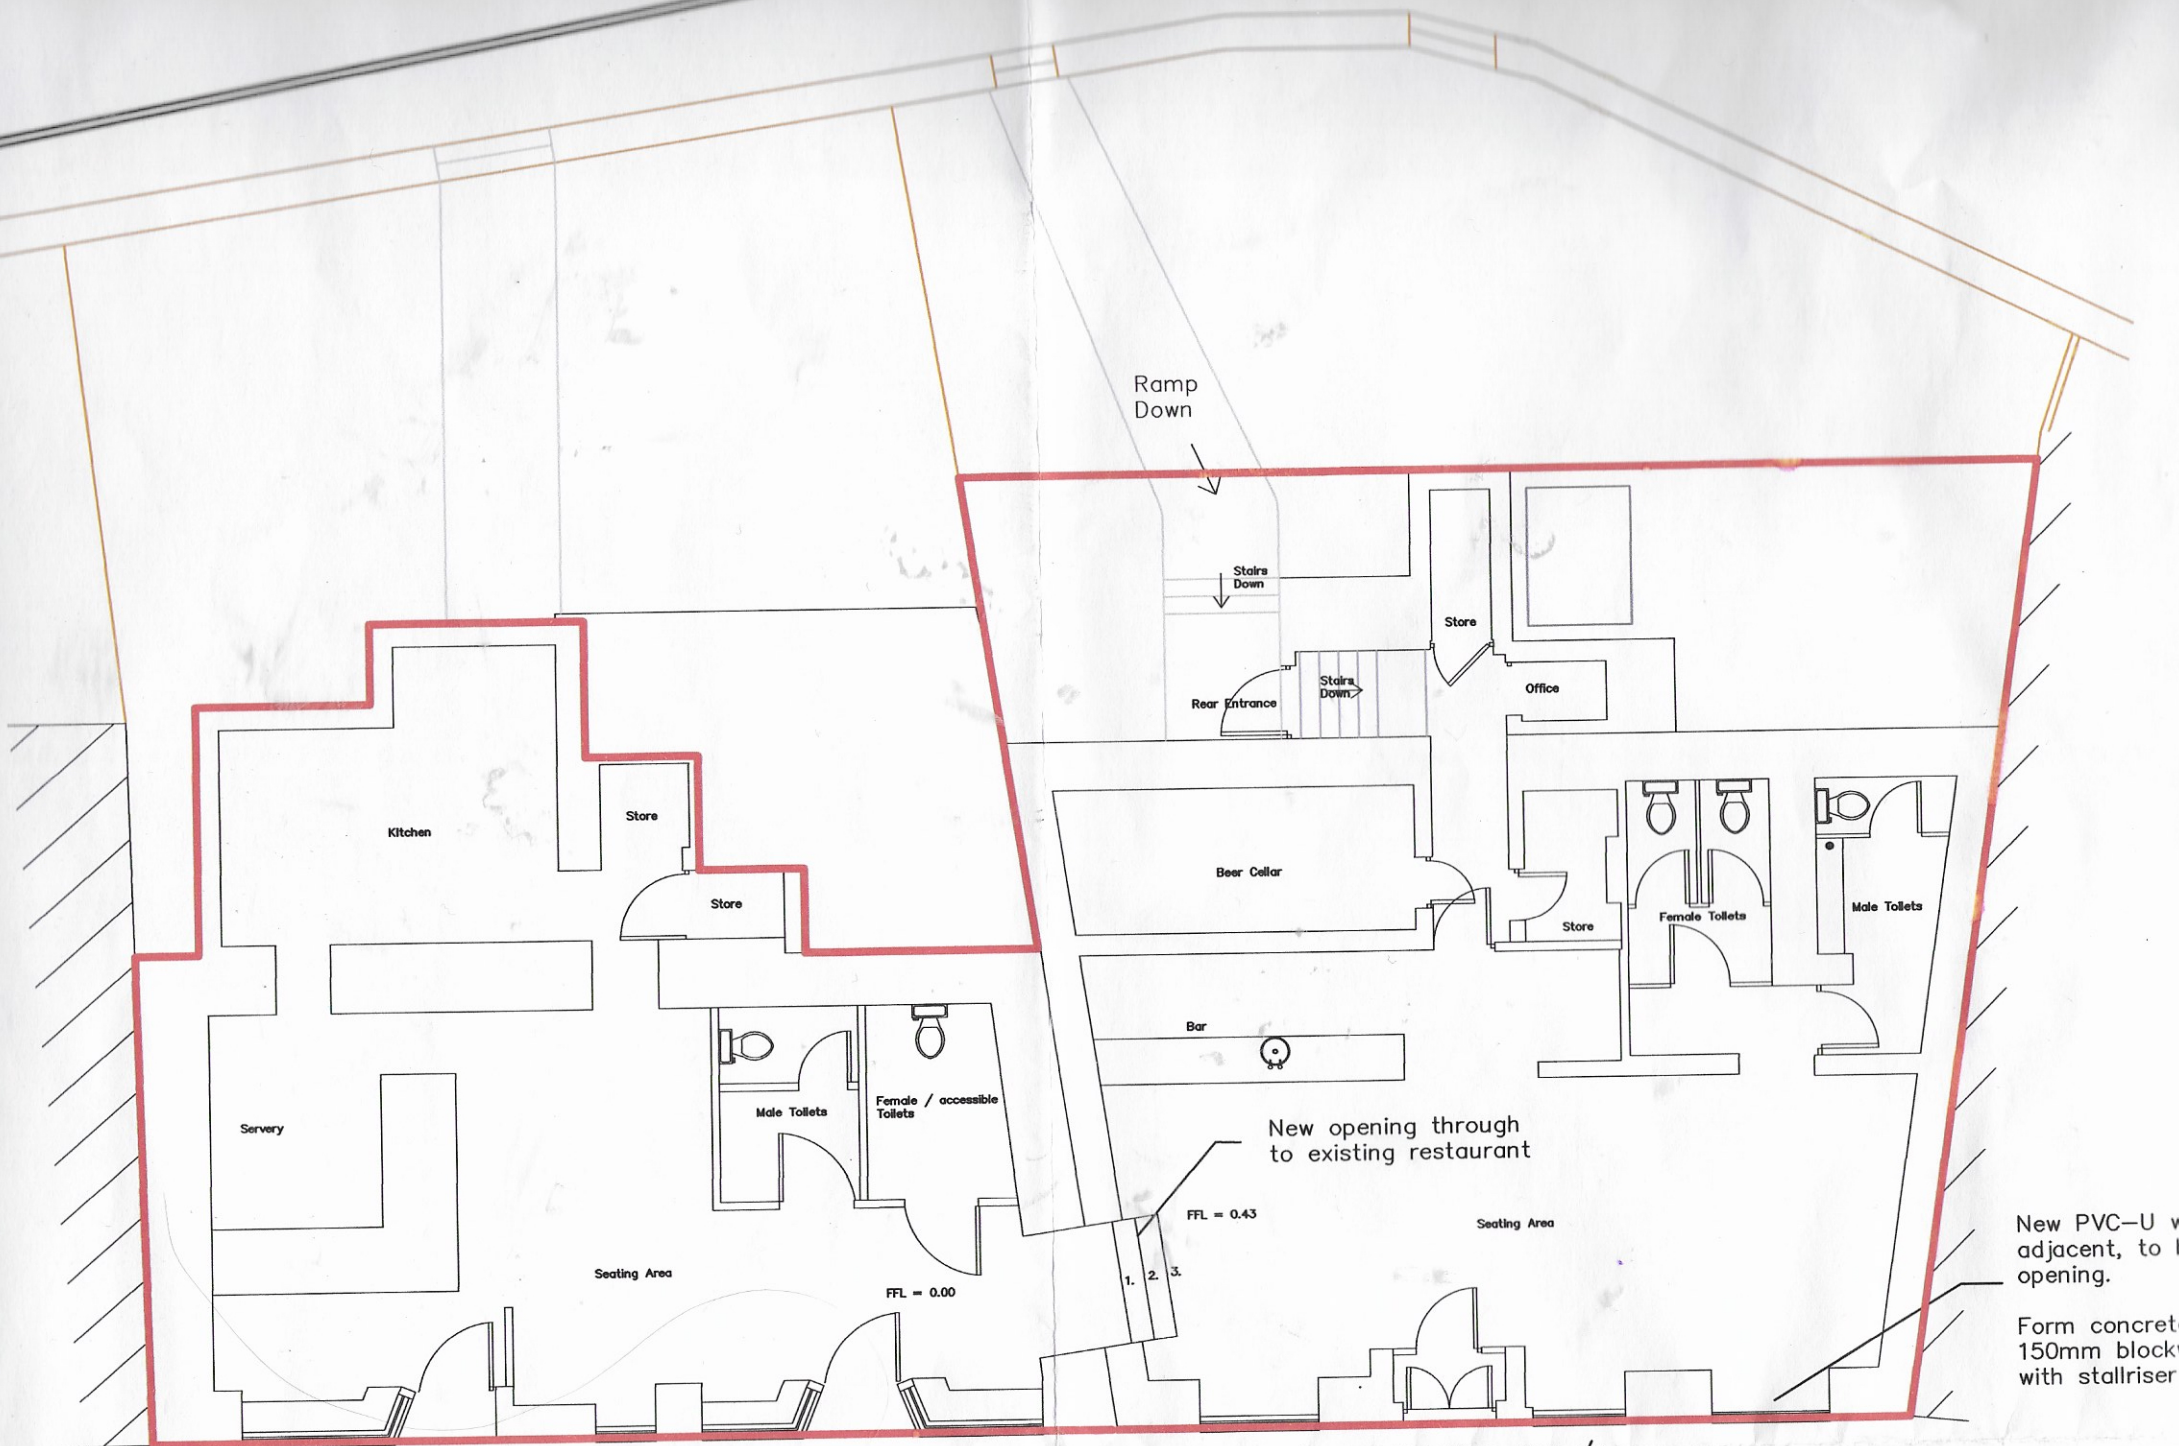 Ramp
Down
Stairs
Down
Store
Stairs
Down
Office
Rear Entrance
Store
Kitchen
Beer Cellar
Store
Female Toilets
Male Toilets
Store
Bar
Female / accessible
Toilets
Male Toilets
Servery
New opening through
to existing restaurant
FFL = 0.43
Seating Area
1. 2. 3.
Seating Area
FFL = 0.00
New PVC-U
adjacent, to
opening.
Form
150mm
with stallriser